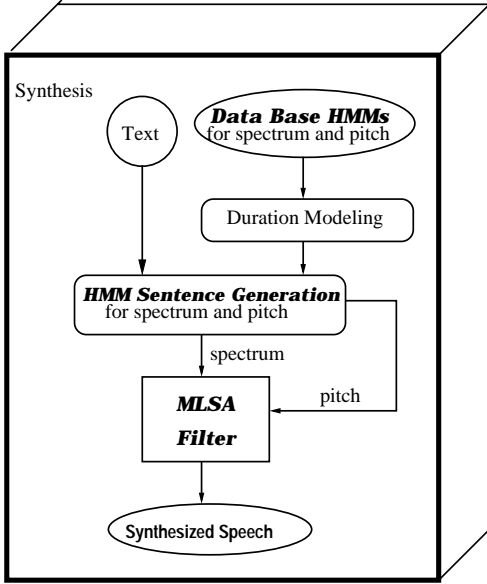 Synthesis
Text
Data Base HMMs
for spectrum and pitch
Duration Modeling
HMM Sentence Generation
for spectrum and pitch
spectrum
pitch
MLSA
Filter
Synthesized Speech